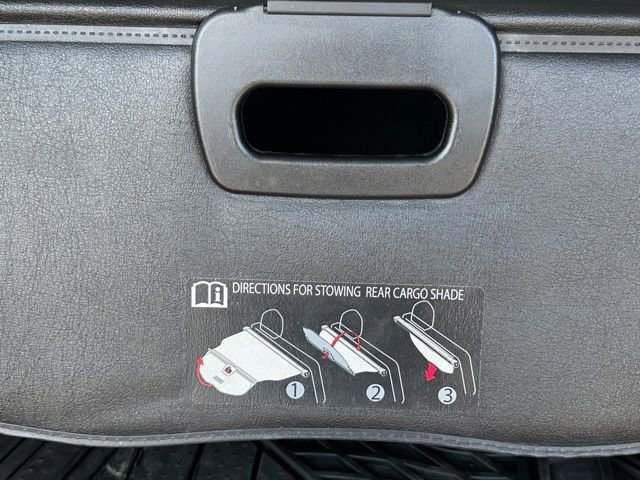 DIRECTIONS FOR STOWING REAR CARGO SHADE
1 2 3